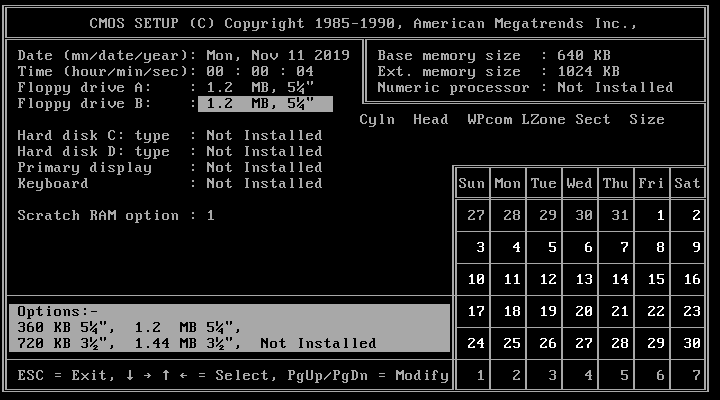 CMOS SETUP (C) Copyright 1985-1990, American Megatrends Inc.,
Date (mn/date/year): Mon, Nov 11 2019
Time (hour/min/sec): 00 : 00 : 04
Floppy drive A: : 1.2 MB, 5¼"
Floppy drive B: : 1.2 MB, 5¼"
Hard disk C: type : Not Installed
Hard disk D: type : Not Installed
Primary display : Not Installed
Keyboard : Not Installed
Scratch RAM option : 1
Base memory size : 640 KB
Ext. memory size : 1024 KB
Numeric processor : Not Installed
Cyln Head WPcom LZone Sect Size
Sun Mon Tue Wed Thu Fri Sat
27 28 29 30 31 1 2
3 4 5 6 7 8 9
10 11 12 13 14 15 16
17 18 19 20 21 22 23
24 25 26 27 28 29 30
1 2 3 4 5 6 7
Options:-
360 KB 5¼", 1.2 MB 5¼",
720 KB 3½", 1.44 MB 3½", Not Installed
ESC = Exit, ↓ → ↑ ← = Select, PgUp/PgDn = Modify